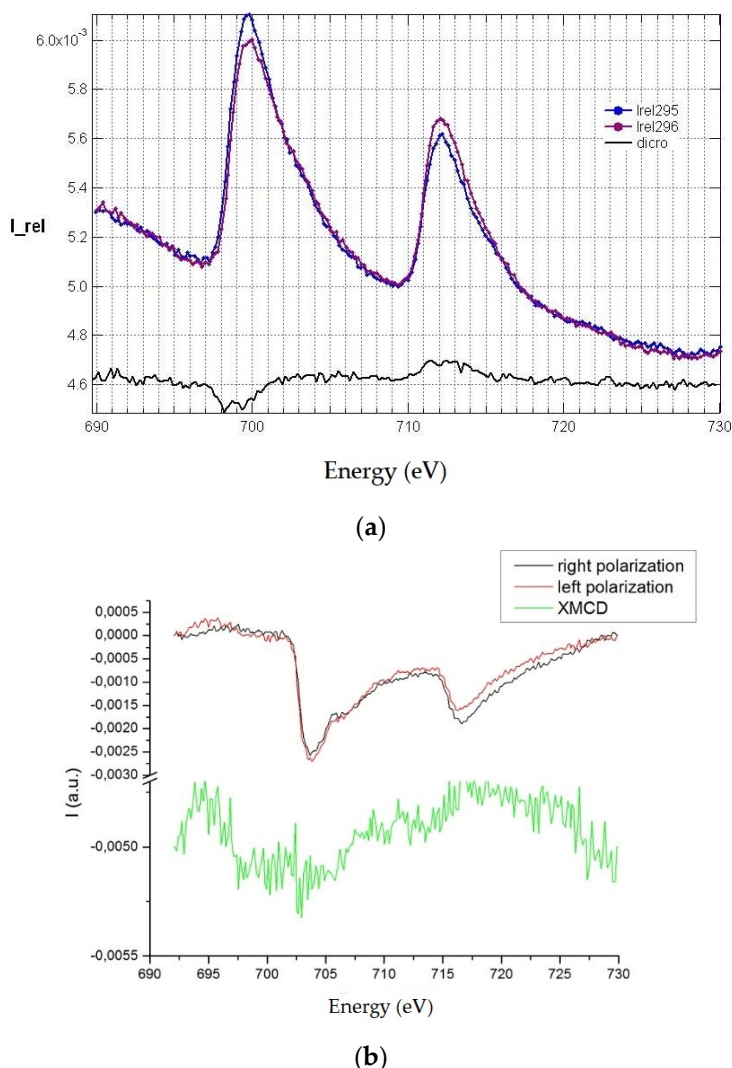 6.0x10⁻³
5.8
5.6
5.4
5.2
5.0
4.8
4.6
I_rel
Irel295
Irel296
dicro
690 700 710 720 730
Energy (eV)
(a)
right polarization
left polarization
XMCD
0,0005
0,0000
-0,0005
-0,0010
-0,0015
-0,0020
-0,0025
-0,0030
-0,0050
-0,0055
I (a.u.)
690 695 700 705 710 715 720 725 730
Energy (eV)
(b)